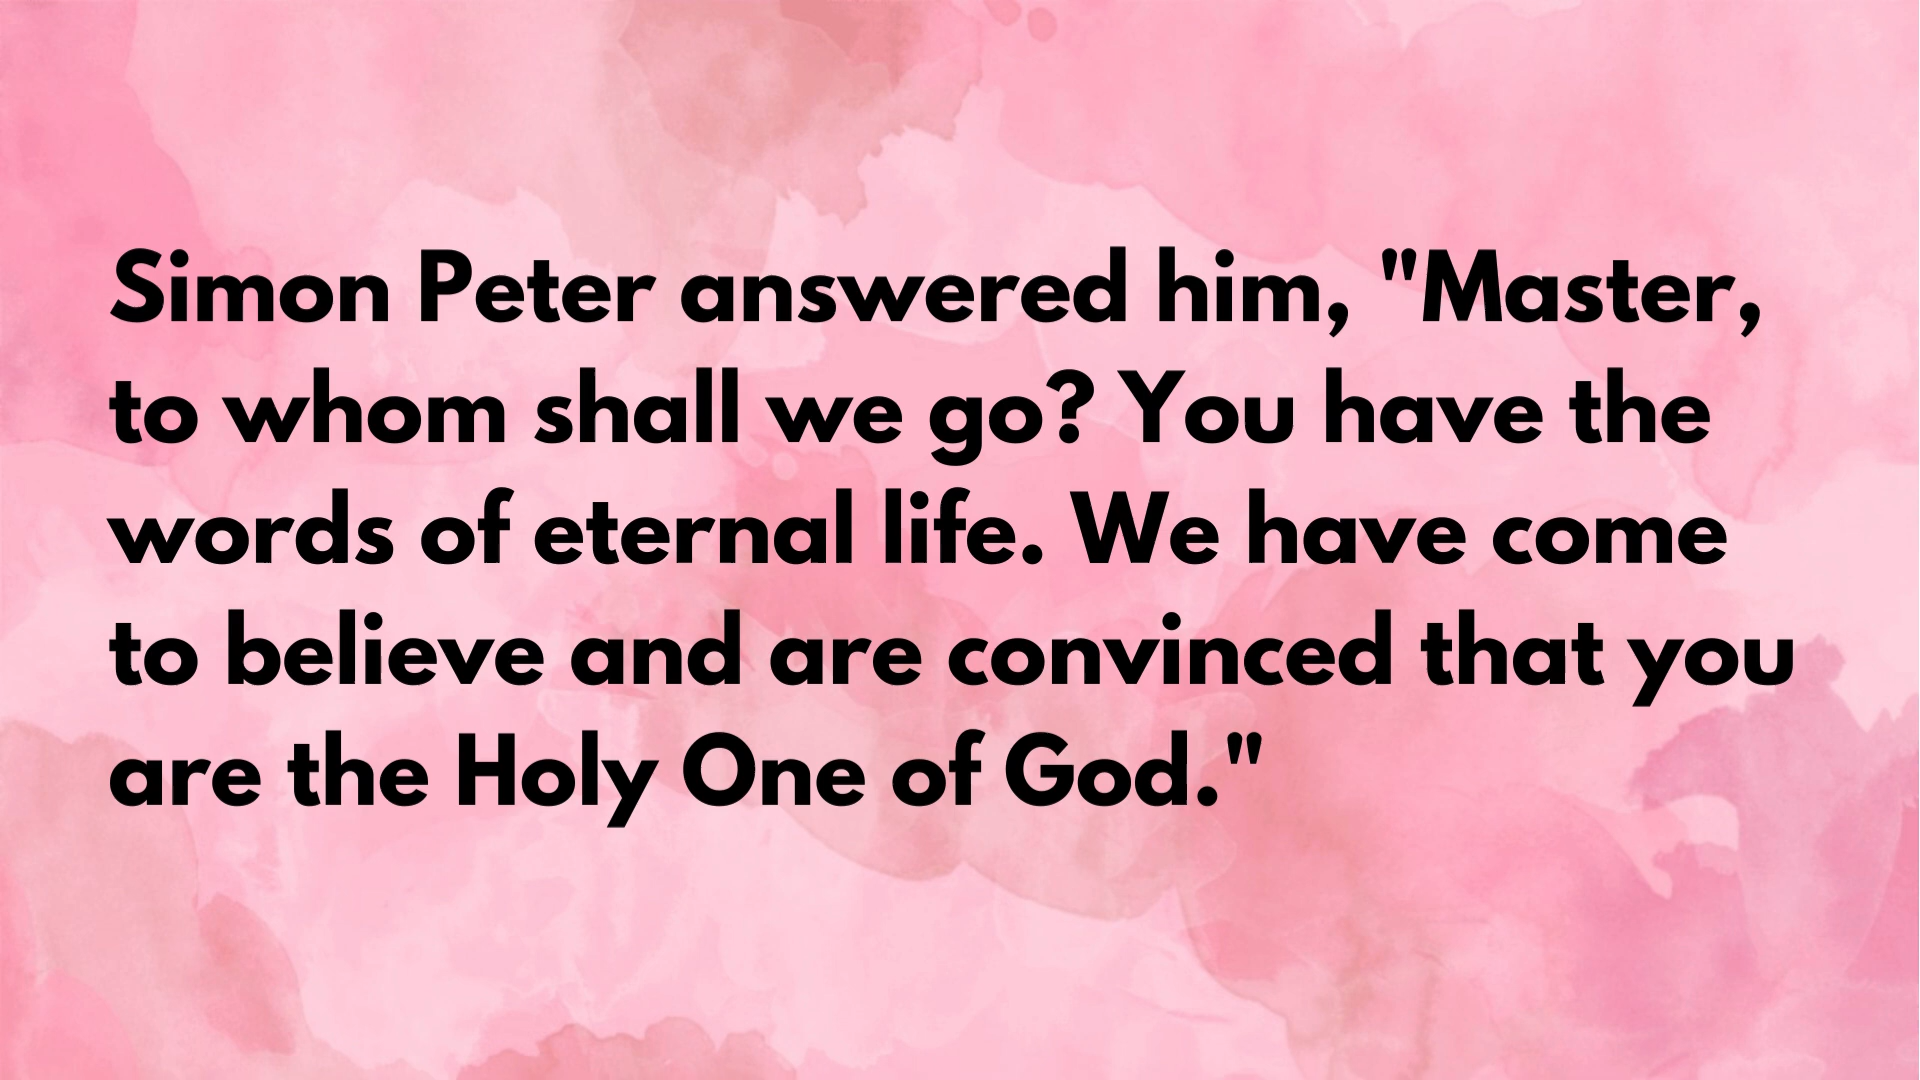 Simon Peter answered him, "Master,
to whom shall we go? You have the
words of eternal life. We have come
to believe and are convinced that you
are the Holy One of God."